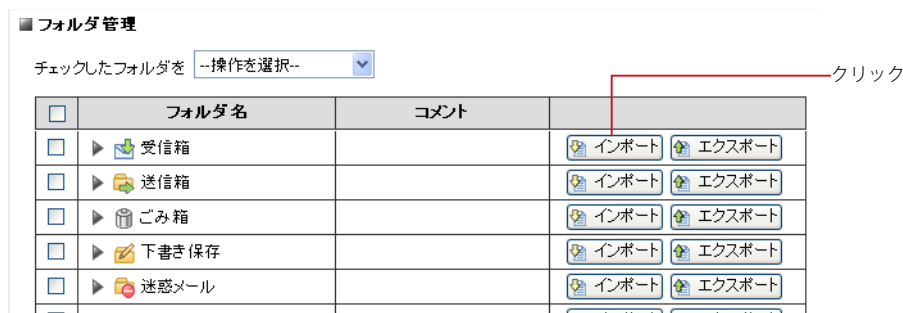 フォルダ管理
チェックしたフォルダを --操作を選択--
クリック
フォルダ名 コメント
受信箱 インポート エクスポート
送信箱 インポート エクスポート
ごみ箱 インポート エクスポート
下書き保存 インポート エクスポート
迷惑メール インポート エクスポート